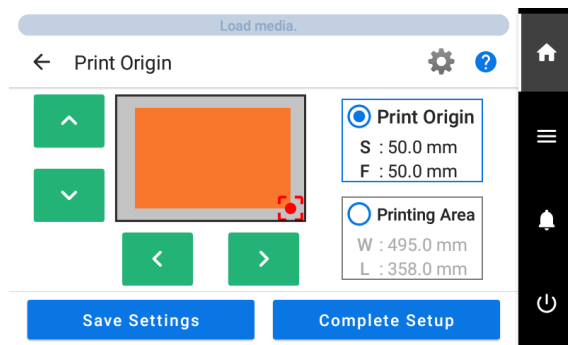 Load media.
Print Origin
?
Print Origin
S : 50.0 mm
F : 50.0 mm
Printing Area
W : 495.0 mm
L : 358.0 mm
Save Settings
Complete Setup